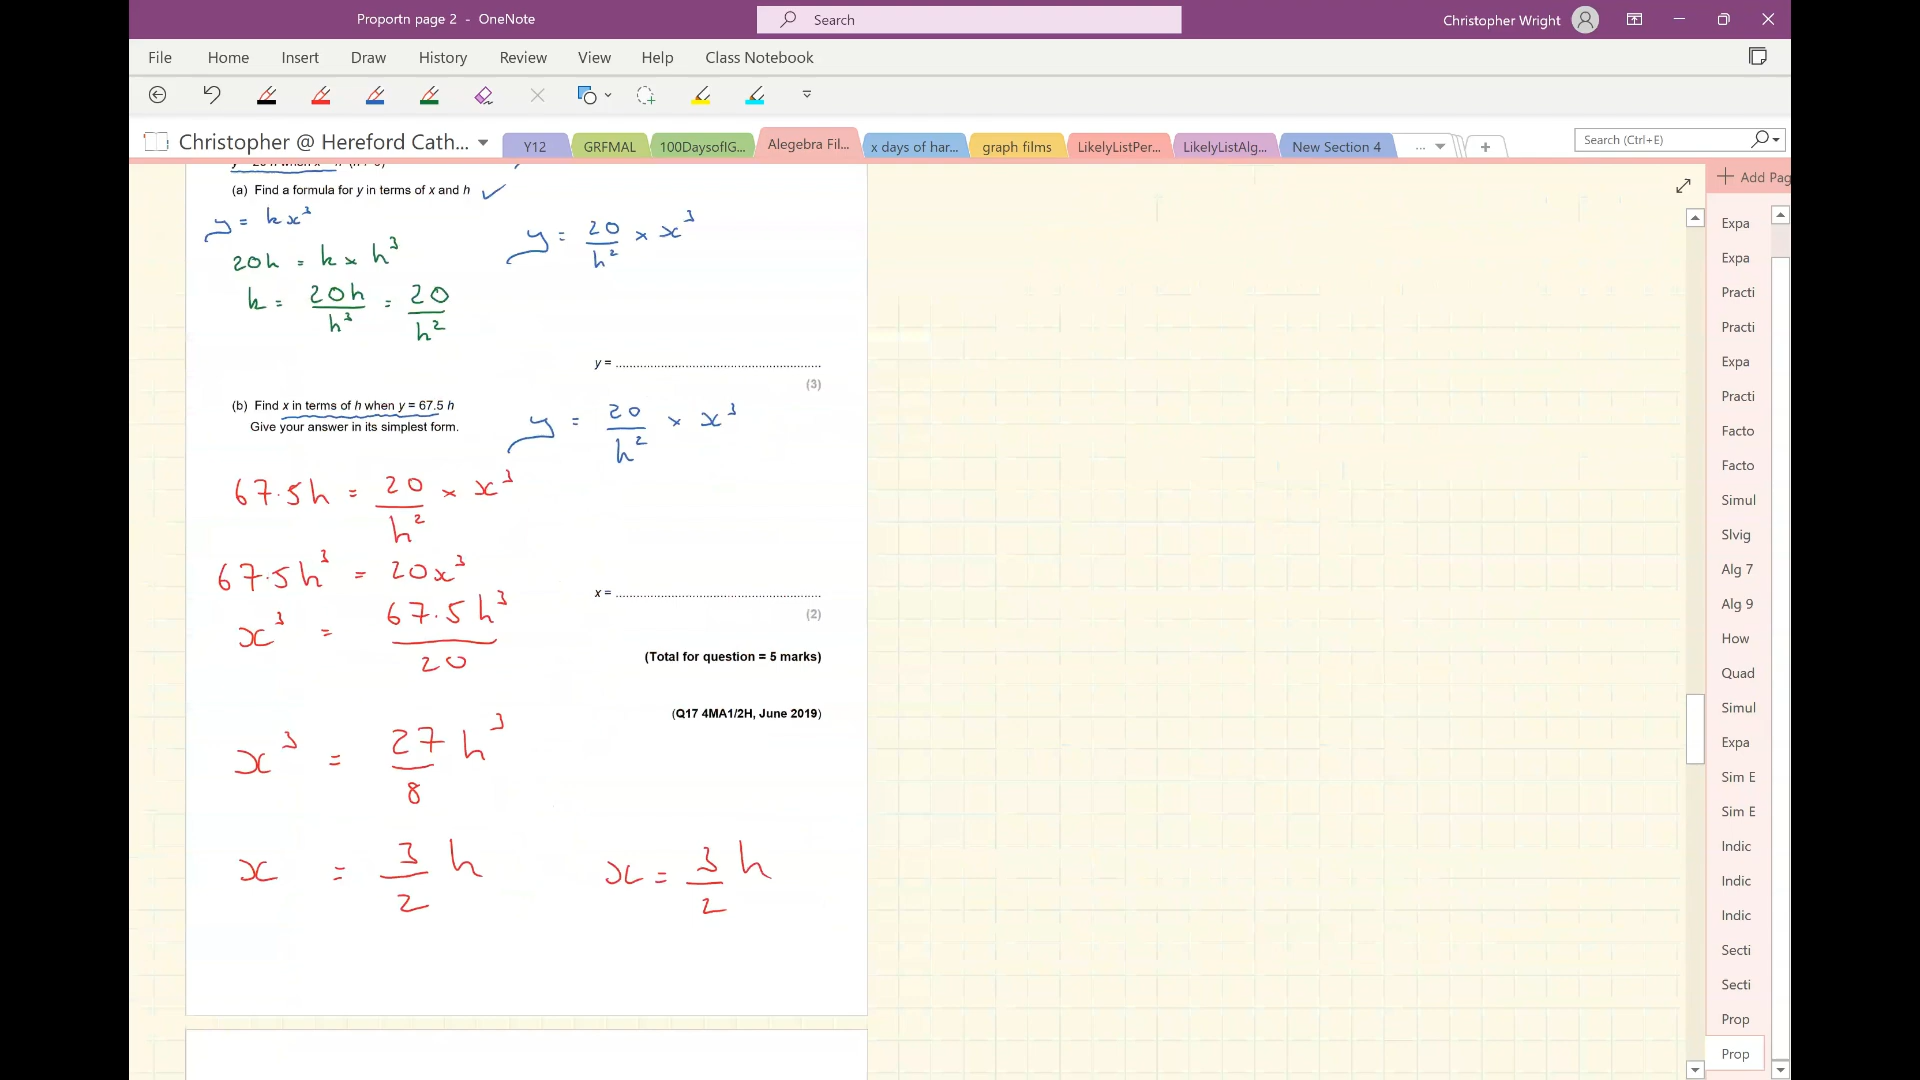 Proportn page 2 - OneNote
Search
Christopher Wright
File Home Insert Draw History Review View Help Class Notebook
Christopher @ Hereford Cath...
Y12 GRFMAL 100DaysofIG... Alegebra Fil... x days of har... graph films LikelyListPer... LikelyListAlg... New Section 4 ... +
Search (Ctrl+E)
Add Pag
(a) Find a formula for y in terms of x and h ✓
y = kx³
20h = k × h³
k = 20h/h³ = 20/h²
y = 20/h² × x³
y = ..........................................................
(3)
(b) Find x in terms of h when y = 67.5 h
Give your answer in its simplest form.
y = 20/h² × x³
67.5h = 20/h² × x³
67.5h³ = 20x³
x³ = 67.5h³/20
x = ..........................................................
(2)
(Total for question = 5 marks)
(Q17 4MA1/2H, June 2019)
x³ = 27/8 h³
x = 3/2 h
x = 3/2 h
Expa
Expa
Practi
Practi
Expa
Practi
Facto
Facto
Simul
Slvig
Alg 7
Alg 9
How
Quad
Simul
Expa
Sim E
Sim E
Indic
Indic
Indic
Secti
Secti
Prop
Prop